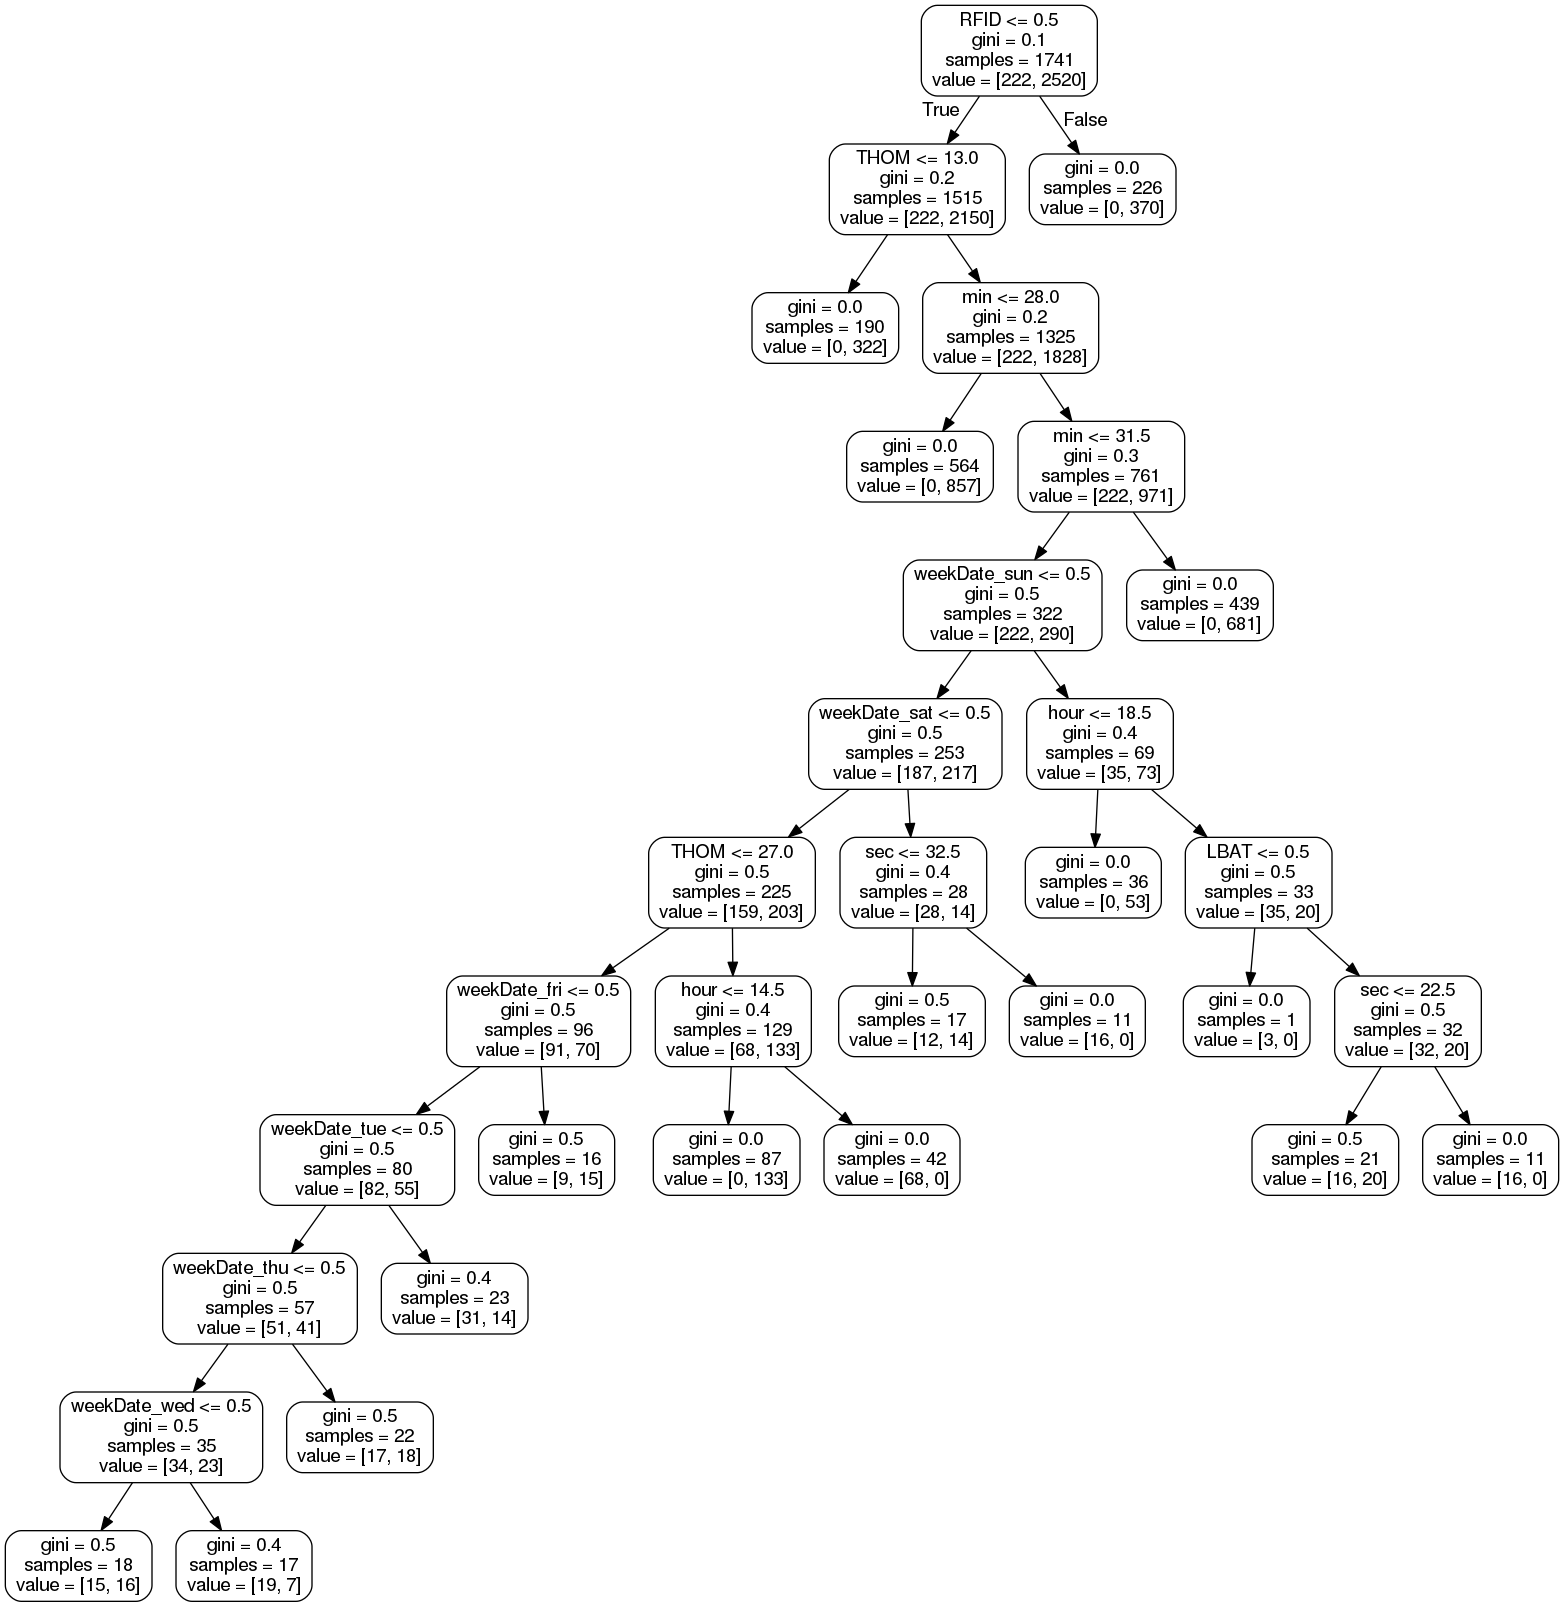 RFID <= 0.5
gini = 0.1
samples = 1741
value = [222, 2520]
True
False
THOM <= 13.0
gini = 0.2
samples = 1515
value = [222, 2150]
gini = 0.0
samples = 226
value = [0, 370]
gini = 0.0
samples = 190
value = [0, 322]
min <= 28.0
gini = 0.2
samples = 1325
value = [222, 1828]
gini = 0.0
samples = 564
value = [0, 857]
min <= 31.5
gini = 0.3
samples = 761
value = [222, 971]
weekDate_sun <= 0.5
gini = 0.5
samples = 322
value = [222, 290]
gini = 0.0
samples = 439
value = [0, 681]
weekDate_sat <= 0.5
gini = 0.5
samples = 253
value = [187, 217]
hour <= 18.5
gini = 0.4
samples = 69
value = [35, 73]
THOM <= 27.0
gini = 0.5
samples = 225
value = [159, 203]
sec <= 32.5
gini = 0.4
samples = 28
value = [28, 14]
gini = 0.0
samples = 36
value = [0, 53]
LBAT <= 0.5
gini = 0.5
samples = 33
value = [35, 20]
weekDate_fri <= 0.5
gini = 0.5
samples = 96
value = [91, 70]
hour <= 14.5
gini = 0.4
samples = 129
value = [68, 133]
gini = 0.5
samples = 17
value = [12, 14]
gini = 0.0
samples = 11
value = [16, 0]
gini = 0.0
samples = 1
value = [3, 0]
sec <= 22.5
gini = 0.5
samples = 32
value = [32, 20]
weekDate_tue <= 0.5
gini = 0.5
samples = 80
value = [82, 55]
gini = 0.5
samples = 16
value = [9, 15]
gini = 0.0
samples = 87
value = [0, 133]
gini = 0.0
samples = 42
value = [68, 0]
gini = 0.5
samples = 21
value = [16, 20]
gini = 0.0
samples = 11
value = [16, 0]
weekDate_thu <= 0.5
gini = 0.5
samples = 57
value = [51, 41]
gini = 0.4
samples = 23
value = [31, 14]
weekDate_wed <= 0.5
gini = 0.5
samples = 35
value = [34, 23]
gini = 0.5
samples = 22
value = [17, 18]
gini = 0.5
samples = 18
value = [15, 16]
gini = 0.4
samples = 17
value = [19, 7]